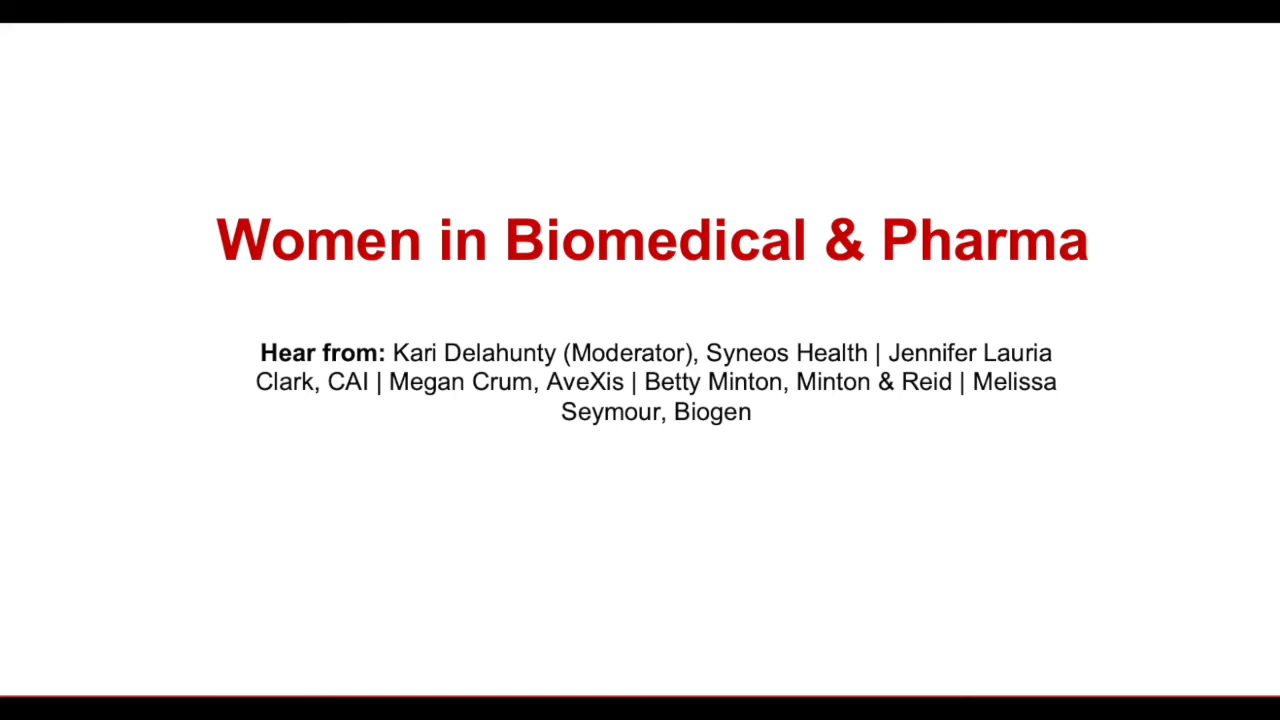 Women in Biomedical & Pharma
Hear from: Kari Delahunty (Moderator), Syneos Health | Jennifer Lauria
Clark, CAI | Megan Crum, AveXis | Betty Minton, Minton & Reid | Melissa
Seymour, Biogen